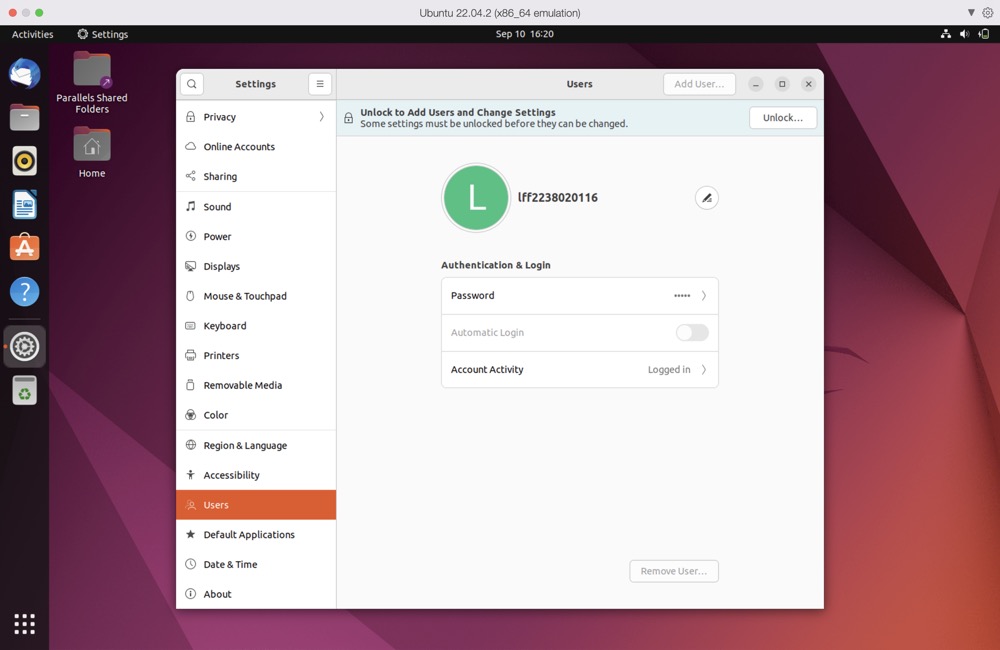 Ubuntu 22.04.2 (x86_64 emulation)
Activities
Settings
Sep 10 16:20
Parallels Shared
Folders
Home
Settings
Users
Add User...
Privacy
Online Accounts
Sharing
Sound
Power
Displays
Mouse & Touchpad
Keyboard
Printers
Removable Media
Color
Region & Language
Accessibility
Users
Default Applications
Date & Time
About
Unlock to Add Users and Change Settings
Some settings must be unlocked before they can be changed.
Unlock...
L
lff2238020116
Authentication & Login
Password •••••
Automatic Login
Account Activity Logged in
Remove User...